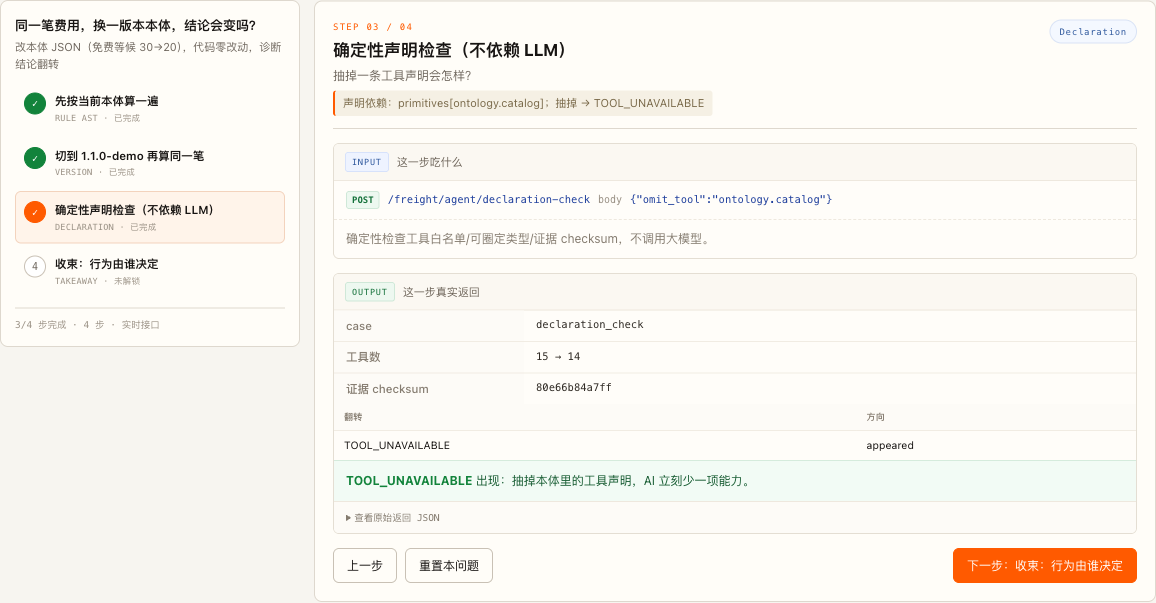 同一笔费用，换一版本本体，结论会变吗？
改本体 JSON（免费等候 30→20），代码零改动，诊断
结论翻转
✓ 先按当前本体算一遍
RULE AST · 已完成
✓ 切到 1.1.0-demo 再算同一笔
VERSION · 已完成
✓ 确定性声明检查（不依赖 LLM）
DECLARATION · 已完成
4 收束：行为由谁决定
TAKEAWAY · 未解锁
3/4 步完成 · 4 步 · 实时接口
STEP 03 / 04
Declaration
确定性声明检查（不依赖 LLM）
抽掉一条工具声明会怎样？
声明依赖：primitives[ontology.catalog]；抽掉 → TOOL_UNAVAILABLE
INPUT 这一步吃什么
POST /freight/agent/declaration-check body {"omit_tool":"ontology.catalog"}
确定性检查工具白名单/可圈定类型/证据 checksum，不调用大模型。
OUTPUT 这一步真实返回
case declaration_check
工具数 15 → 14
证据 checksum 80e66b84a7ff
翻转 方向
TOOL_UNAVAILABLE appeared
TOOL_UNAVAILABLE 出现：抽掉本体里的工具声明，AI 立刻少一项能力。
▶ 查看原始返回 JSON
上一步 重置本问题 下一步：收束：行为由谁决定